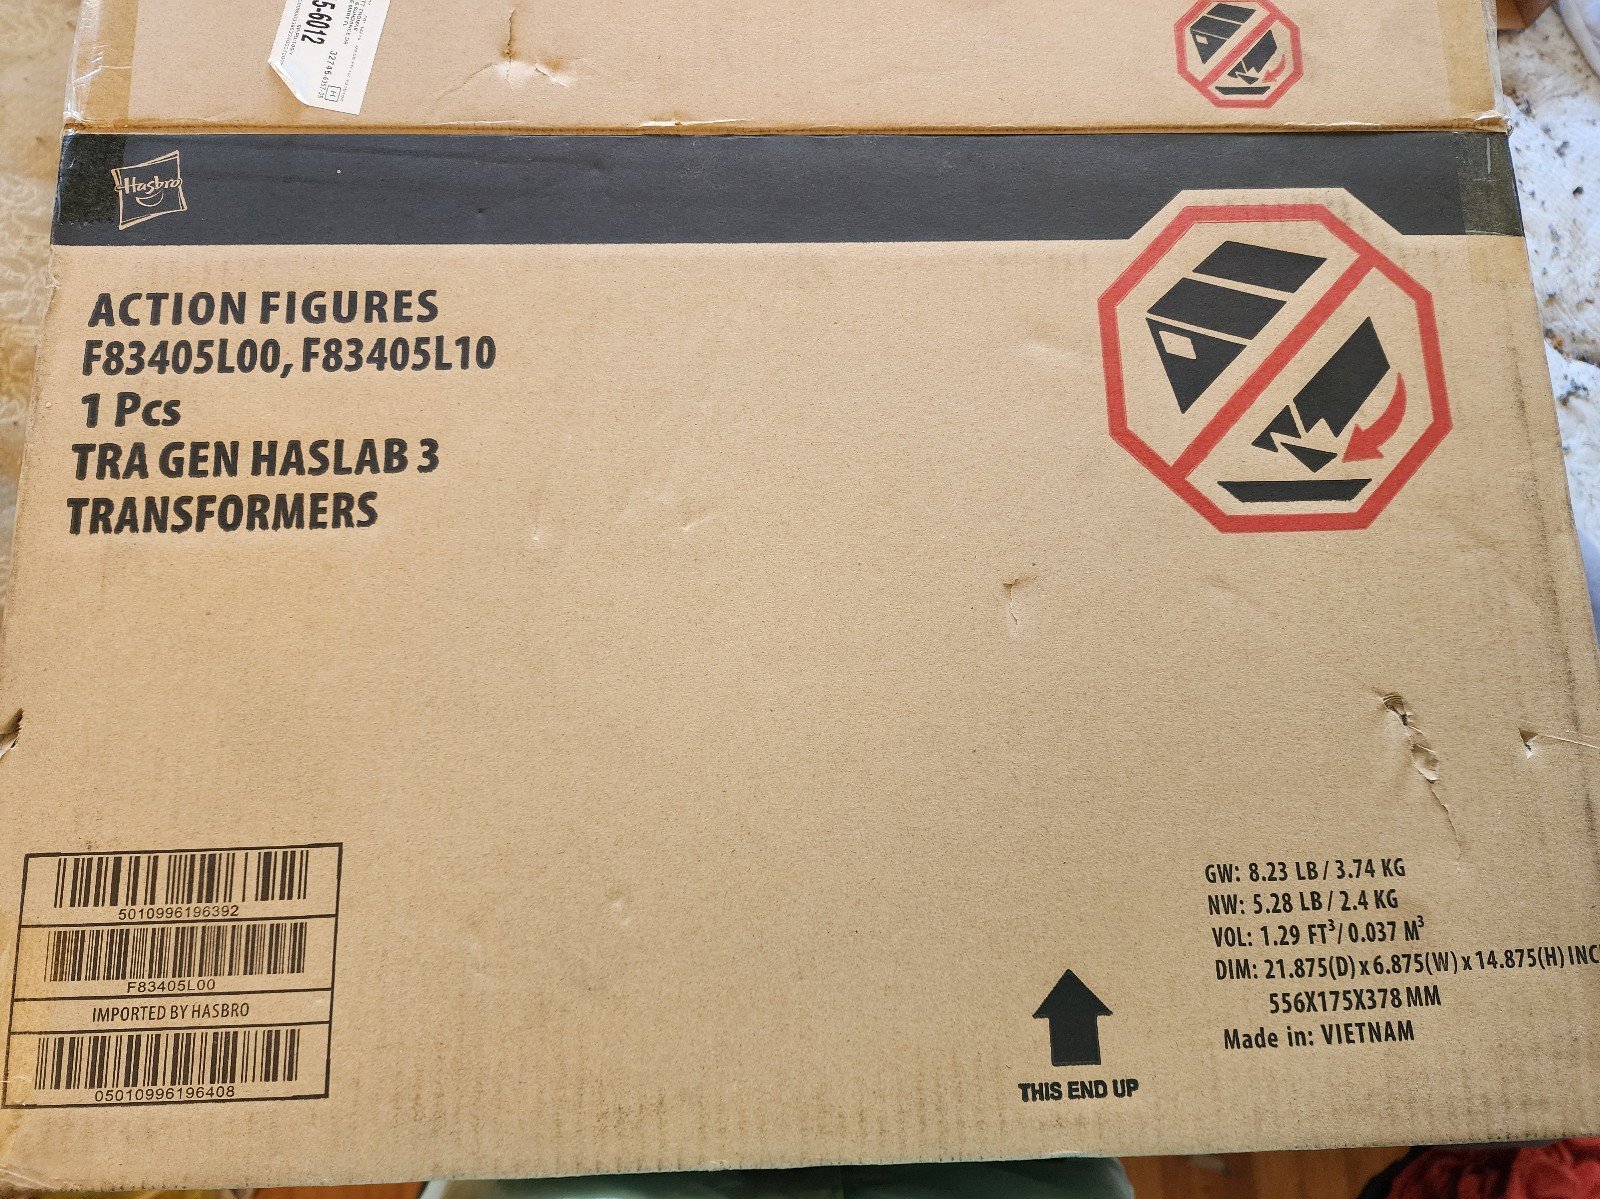 5-6012
Hasbro
ACTION FIGURES
F83405L00, F83405L10
1 Pcs
TRA GEN HASLAB 3
TRANSFORMERS
5010996196392
F83405L00
IMPORTED BY HASBRO
05010996196408
THIS END UP
GW: 8.23 LB / 3.74 KG
NW: 5.28 LB / 2.4 KG
VOL: 1.29 FT³/ 0.037 M³
DIM: 21.875(D) x 6.875(W) x 14.875(H) INC
556X175X378 MM
Made in: VIETNAM